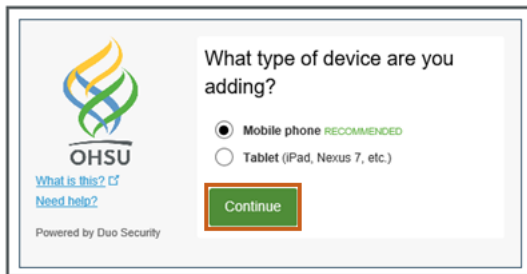 OHSU
What is this?
Need help?
Powered by Duo Security
What type of device are you
adding?
Mobile phone RECOMMENDED
Tablet (iPad, Nexus 7, etc.)
Continue